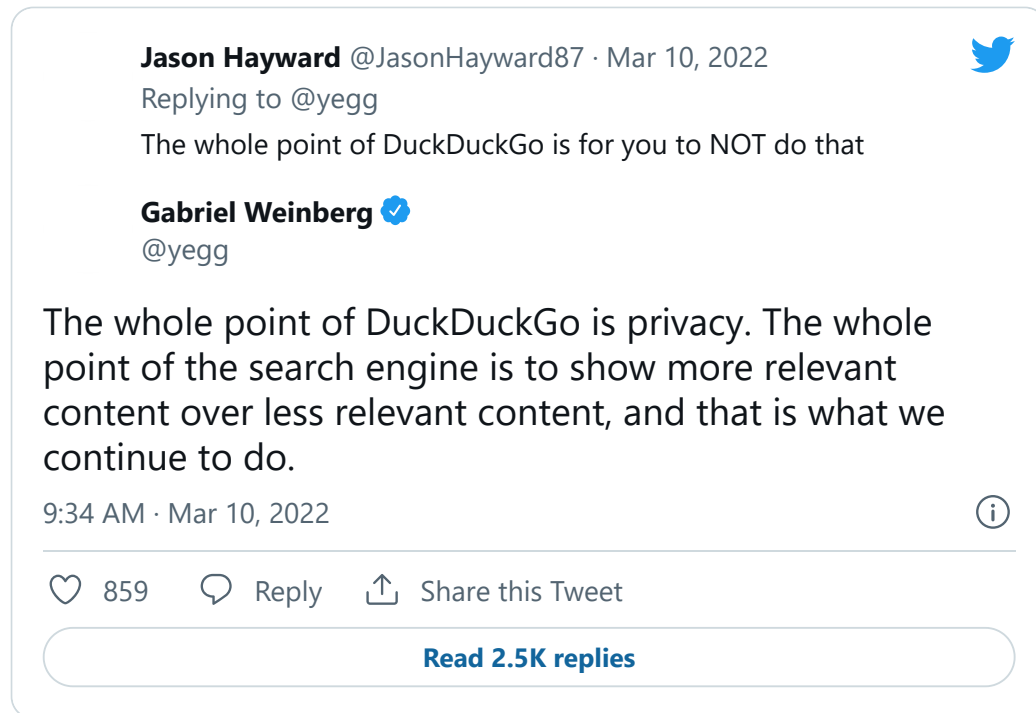 Jason Hayward @JasonHayward87 · Mar 10, 2022
Replying to @yegg
The whole point of DuckDuckGo is for you to NOT do that
Gabriel Weinberg
@yegg
The whole point of DuckDuckGo is privacy. The whole
point of the search engine is to show more relevant
content over less relevant content, and that is what we
continue to do.
9:34 AM · Mar 10, 2022
859 Reply Share this Tweet
Read 2.5K replies